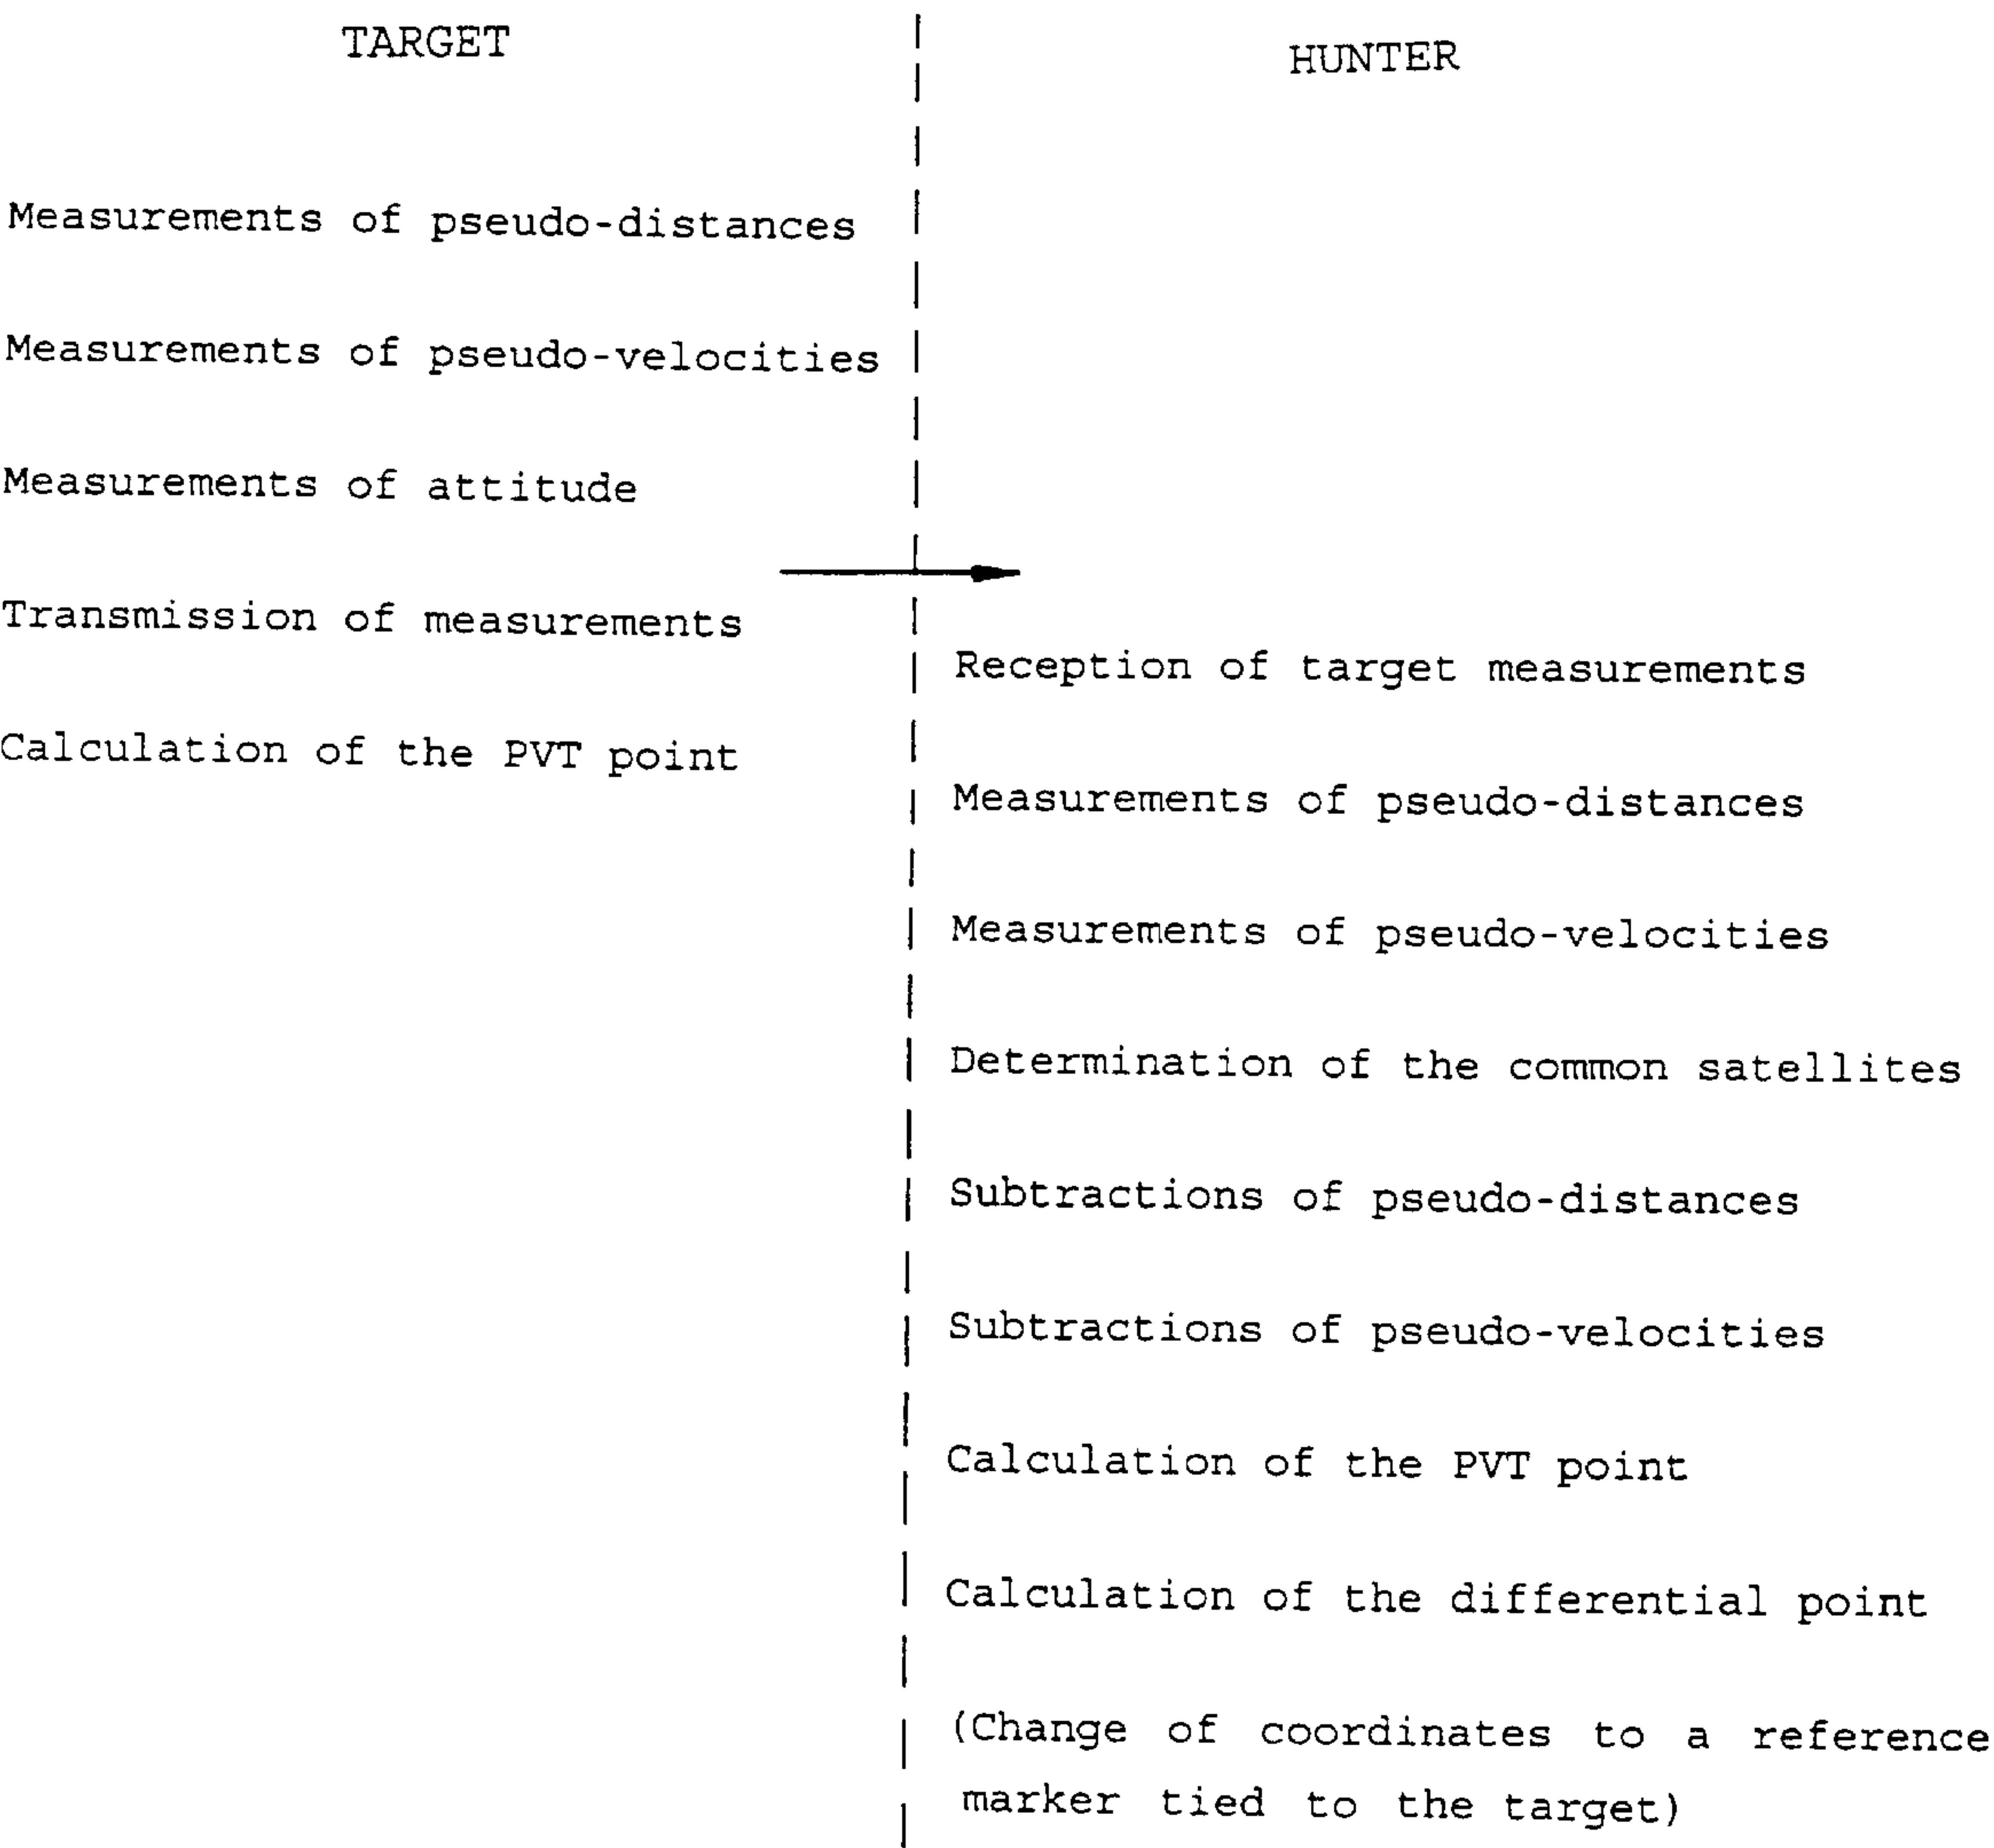 TARGET
HUNTER
Measurements of pseudo-distances
Measurements of pseudo-velocities
Measurements of attitude
Transmission of measurements
Calculation of the PVT point
Reception of target measurements
Measurements of pseudo-distances
Measurements of pseudo-velocities
Determination of the common satellites
Subtractions of pseudo-distances
Subtractions of pseudo-velocities
Calculation of the PVT point
Calculation of the differential point
(Change of coordinates to a reference
marker tied to the target)